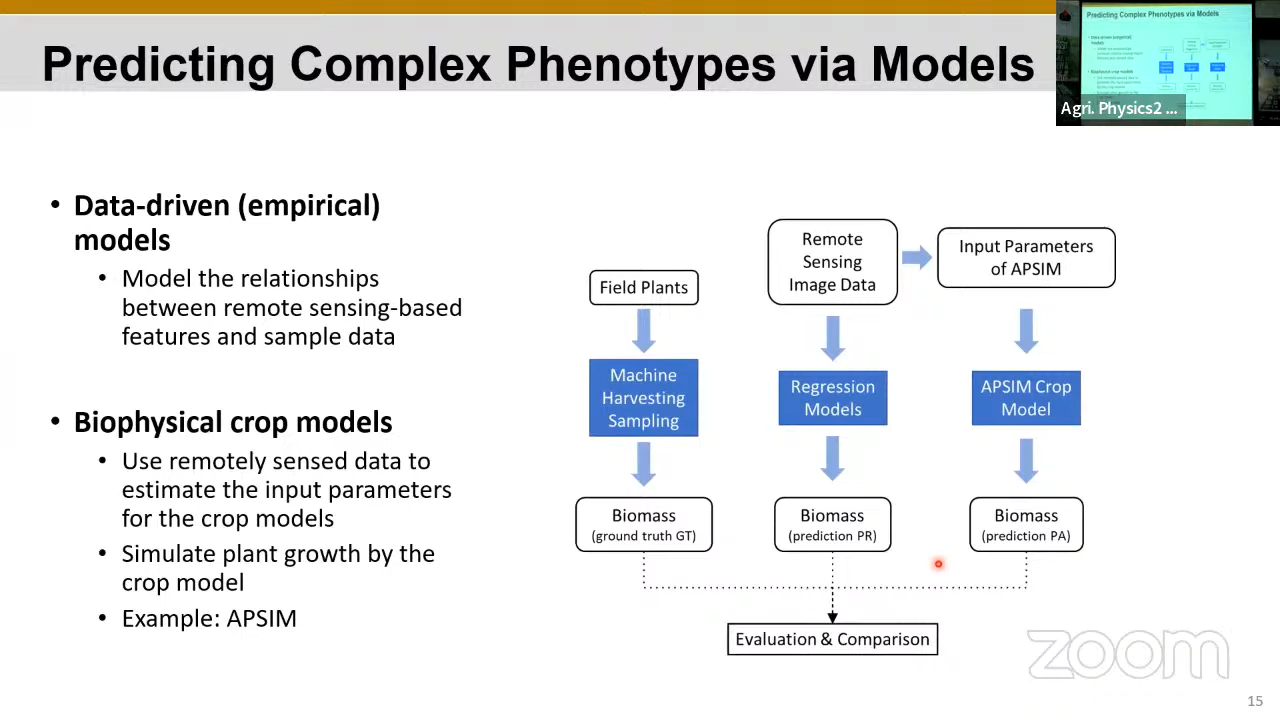 Predicting Complex Phenotypes via Models
Predicting Complex Phenotypes via Models
Agri. Physics2 ...
• Data-driven (empirical)
models
• Model the relationships
between remote sensing-based
features and sample data
• Biophysical crop models
• Use remotely sensed data to
estimate the input parameters
for the crop models
• Simulate plant growth by the
crop model
• Example: APSIM
Field Plants
Machine
Harvesting
Sampling
Biomass
(ground truth GT)
Remote
Sensing
Image Data
Regression
Models
Biomass
(prediction PR)
Input Parameters
of APSIM
APSIM Crop
Model
Biomass
(prediction PA)
Evaluation & Comparison
zoom
15